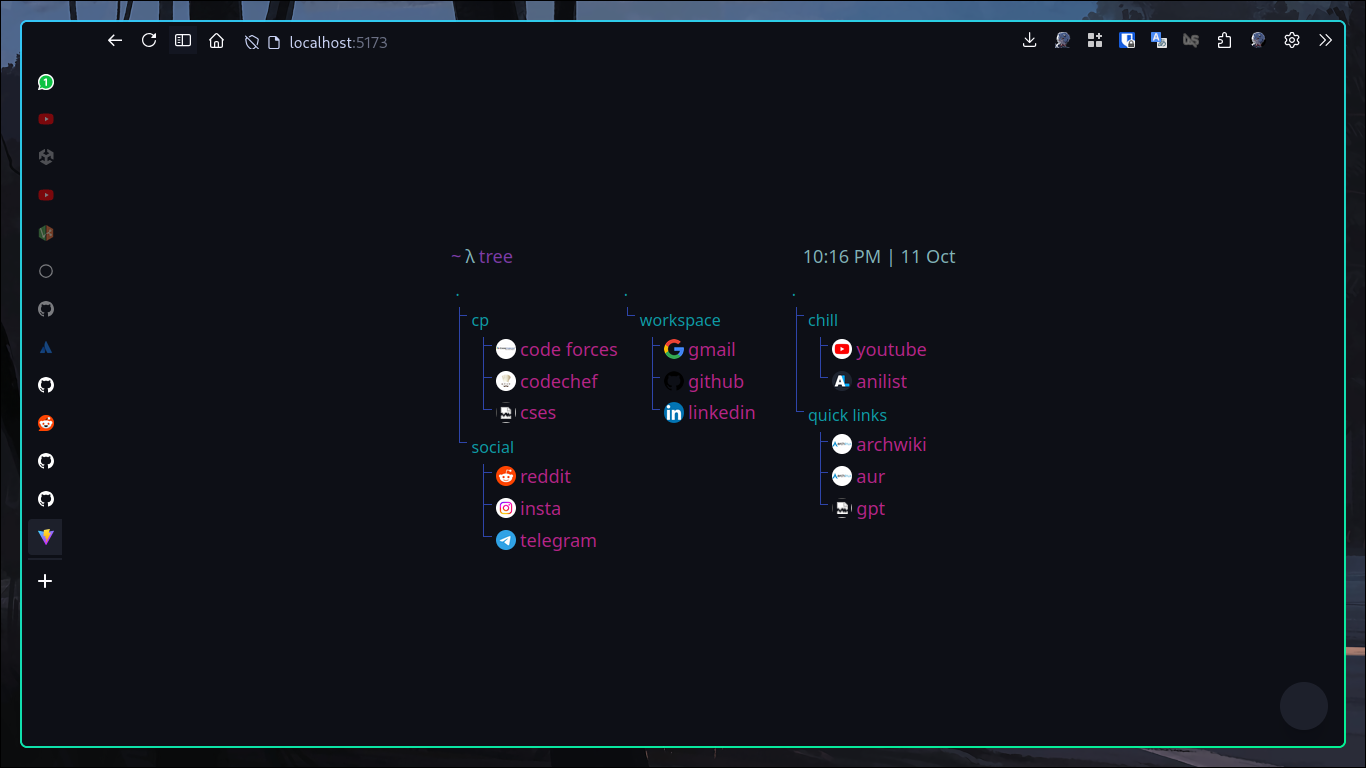 localhost:5173
1
~ λ tree
10:16 PM | 11 Oct
.
cp
code forces
codechef
cses
social
reddit
insta
telegram
.
workspace
gmail
github
linkedin
.
chill
youtube
anilist
quick links
archwiki
aur
gpt